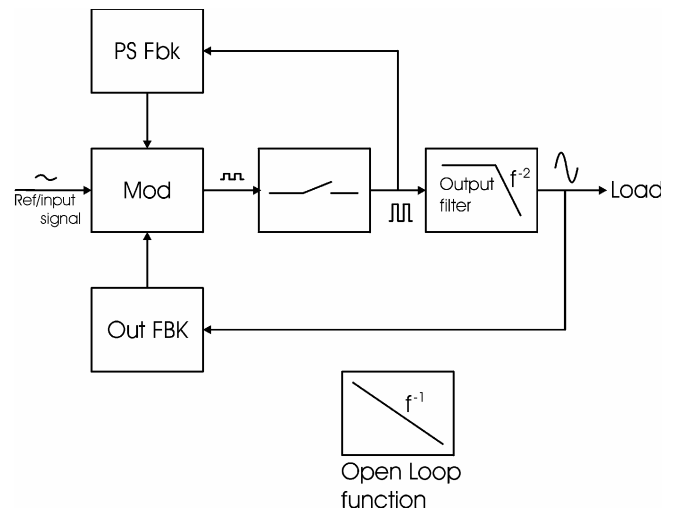 PS Fbk
Mod
Ref/input
signal
Output
filter
f-2
Load
Out FBK
f-1
Open Loop
function